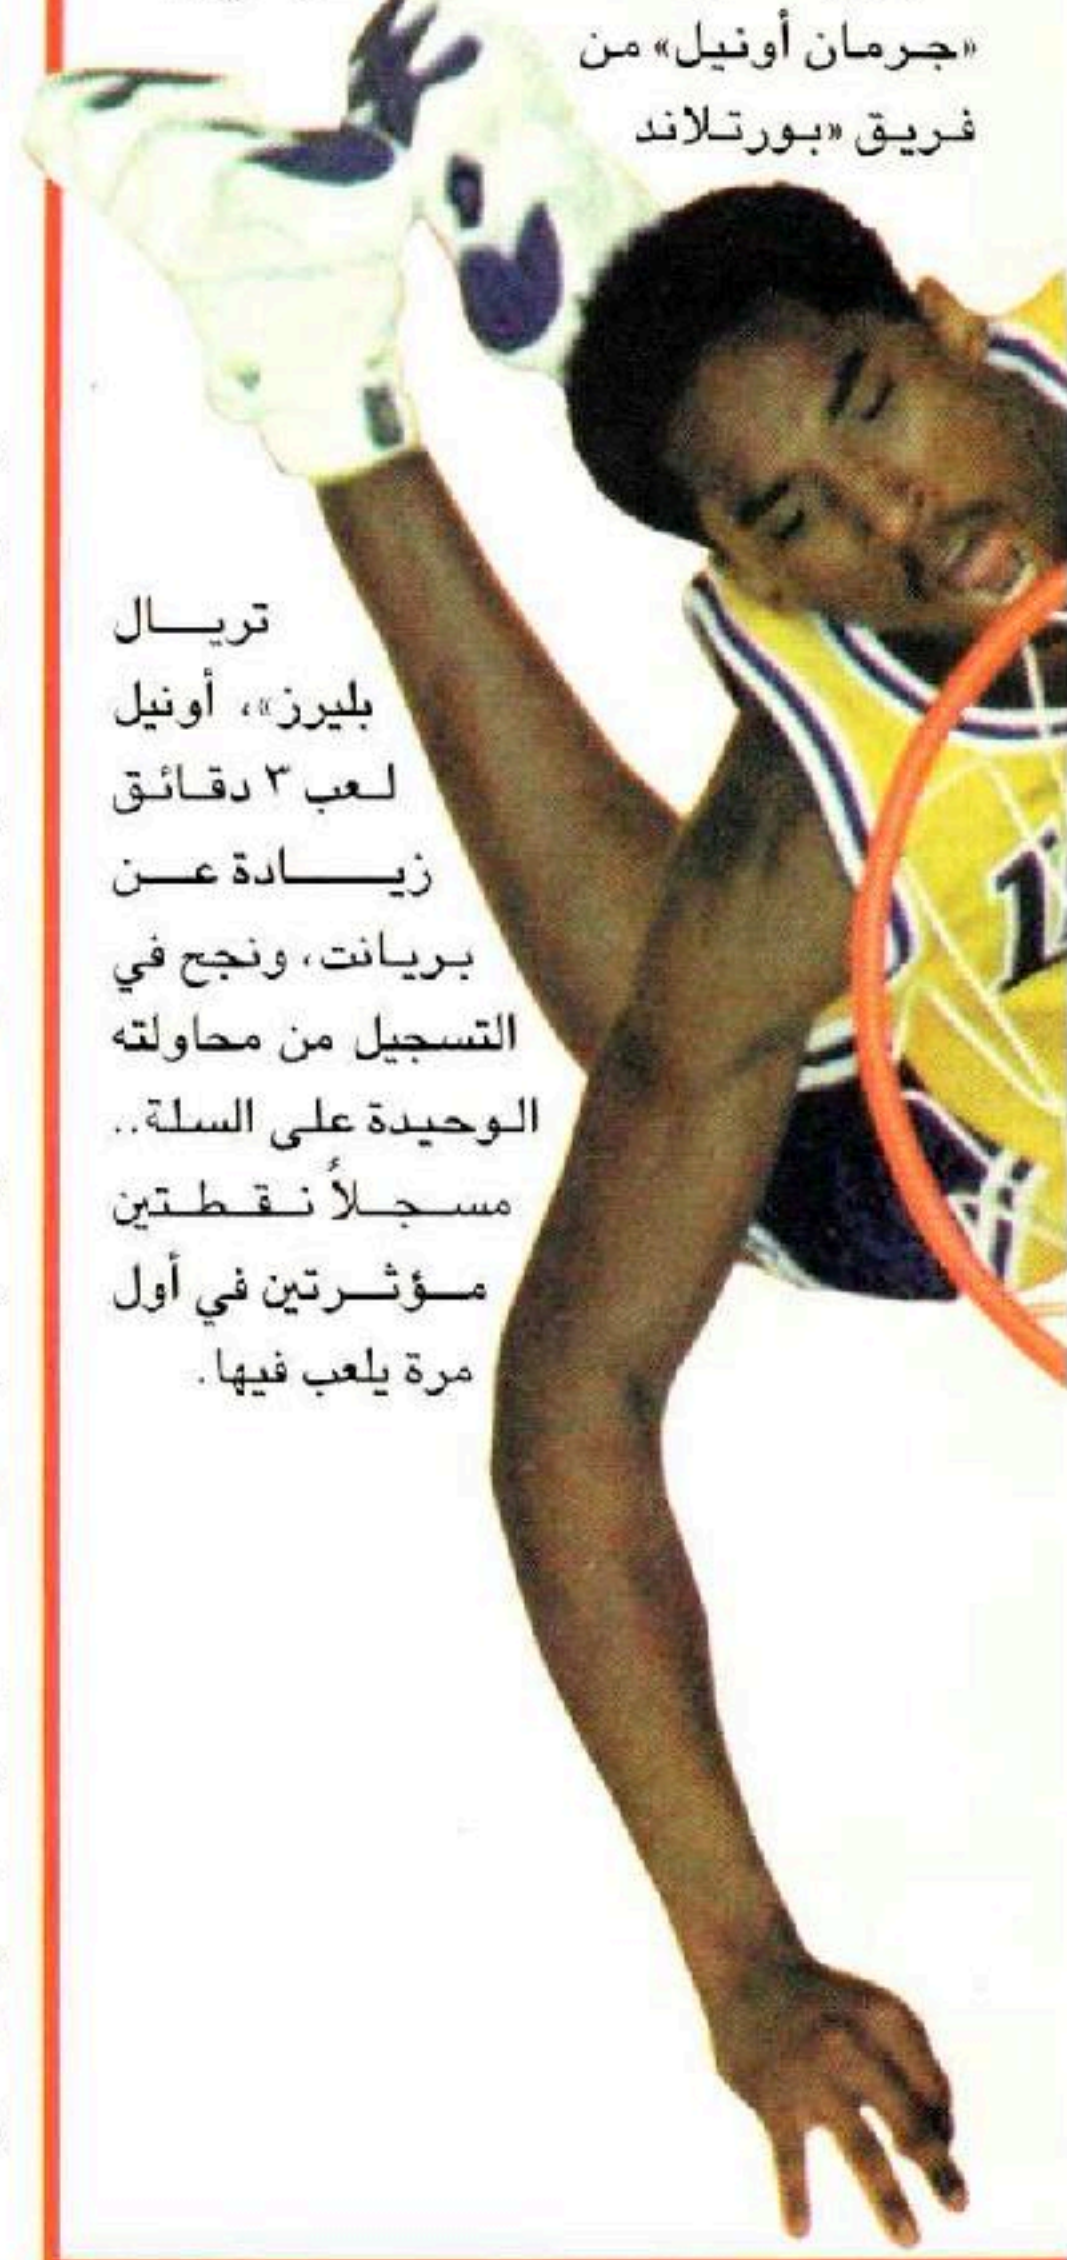 «جرمان أونيل» من
فريق «بورتلاند
تريال
بليرز»، أونيل
لعب ٣ دقائق
زيادة عن
بريانت، ونجح في
التسجيل من محاولته
الوحيدة على السلة..
مسجلاً نقطتين
مؤثرتين في أول
مرة يلعب فيها.